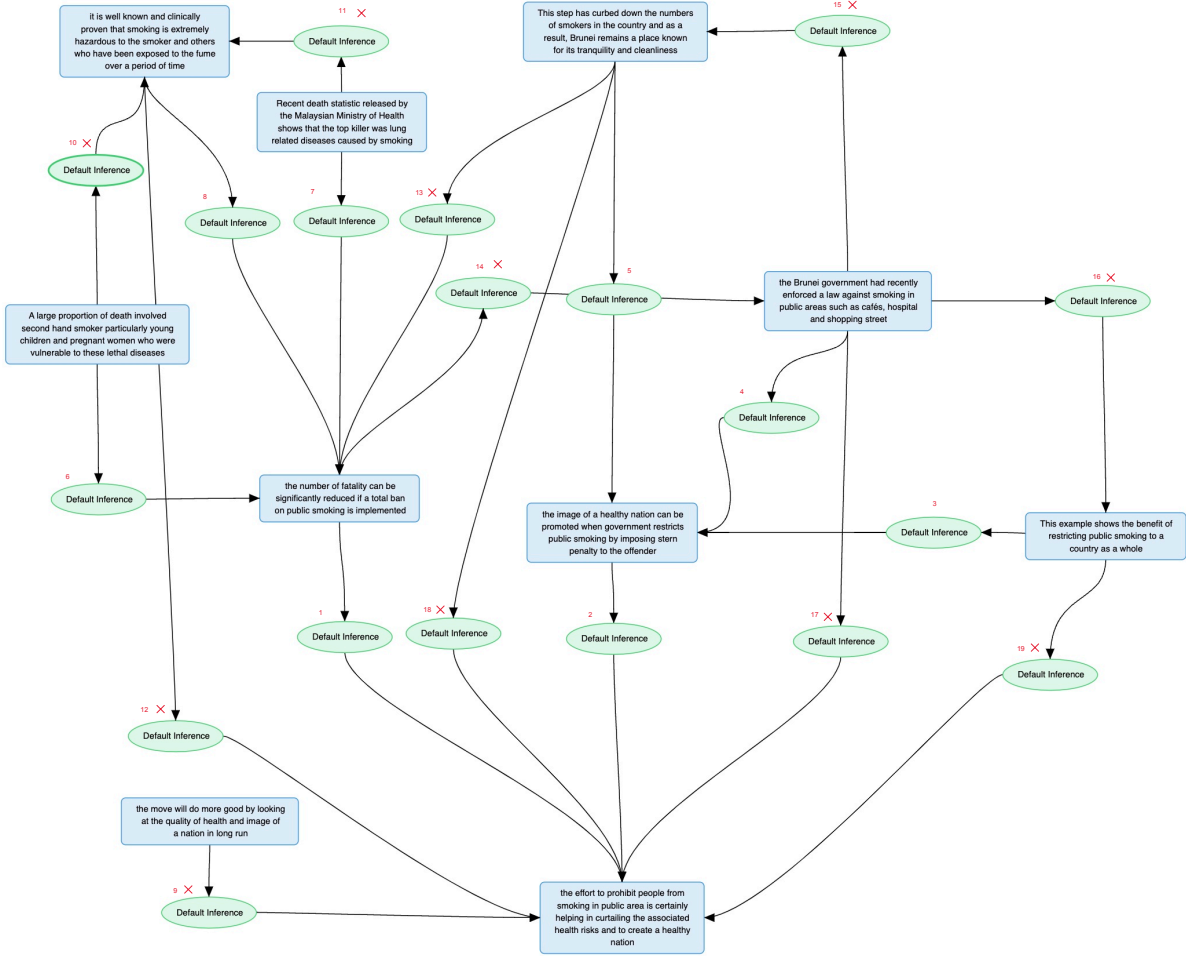 11
15
it is well known and clinically
proven that smoking is extremely
hazardous to the smoker and others
who have been exposed to the fume
over a period of time
Default Inference
This step has curbed down the numbers
of smokers in the country and as a
result, Brunei remains a place known
for its tranquility and cleanliness
Default Inference
Recent death statistic released by
the Malaysian Ministry of Health
shows that the top killer was lung
related diseases caused by smoking
10
Default Inference
8
Default Inference
7
Default Inference
13
Default Inference
14
Default Inference
5
Default Inference
the Brunei government had recently
enforced a law against smoking in
public areas such as cafés, hospital
and shopping street
16
Default Inference
A large proportion of death involved
second hand smoker particularly young
children and pregnant women who were
vulnerable to these lethal diseases
4
Default Inference
6
Default Inference
the number of fatality can be
significantly reduced if a total ban
on public smoking is implemented
the image of a healthy nation can be
promoted when government restricts
public smoking by imposing stern
penalty to the offender
3
Default Inference
This example shows the benefit of
restricting public smoking to a
country as a whole
1
Default Inference
18
Default Inference
2
Default Inference
17
Default Inference
19
Default Inference
12
Default Inference
the move will do more good by looking
at the quality of health and image of
a nation in long run
9
Default Inference
the effort to prohibit people from
smoking in public area is certainly
helping in curtailing the associated
health risks and to create a healthy
nation